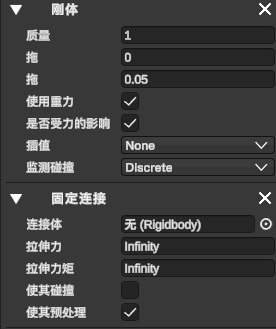 刚体
质量 1
拖 0
拖 0.05
使用重力
是否受力的影响
插值 None
监测碰撞 Discrete
固定连接
连接体 无 (Rigidbody)
拉伸力 Infinity
拉伸力矩 Infinity
使其碰撞
使其预处理